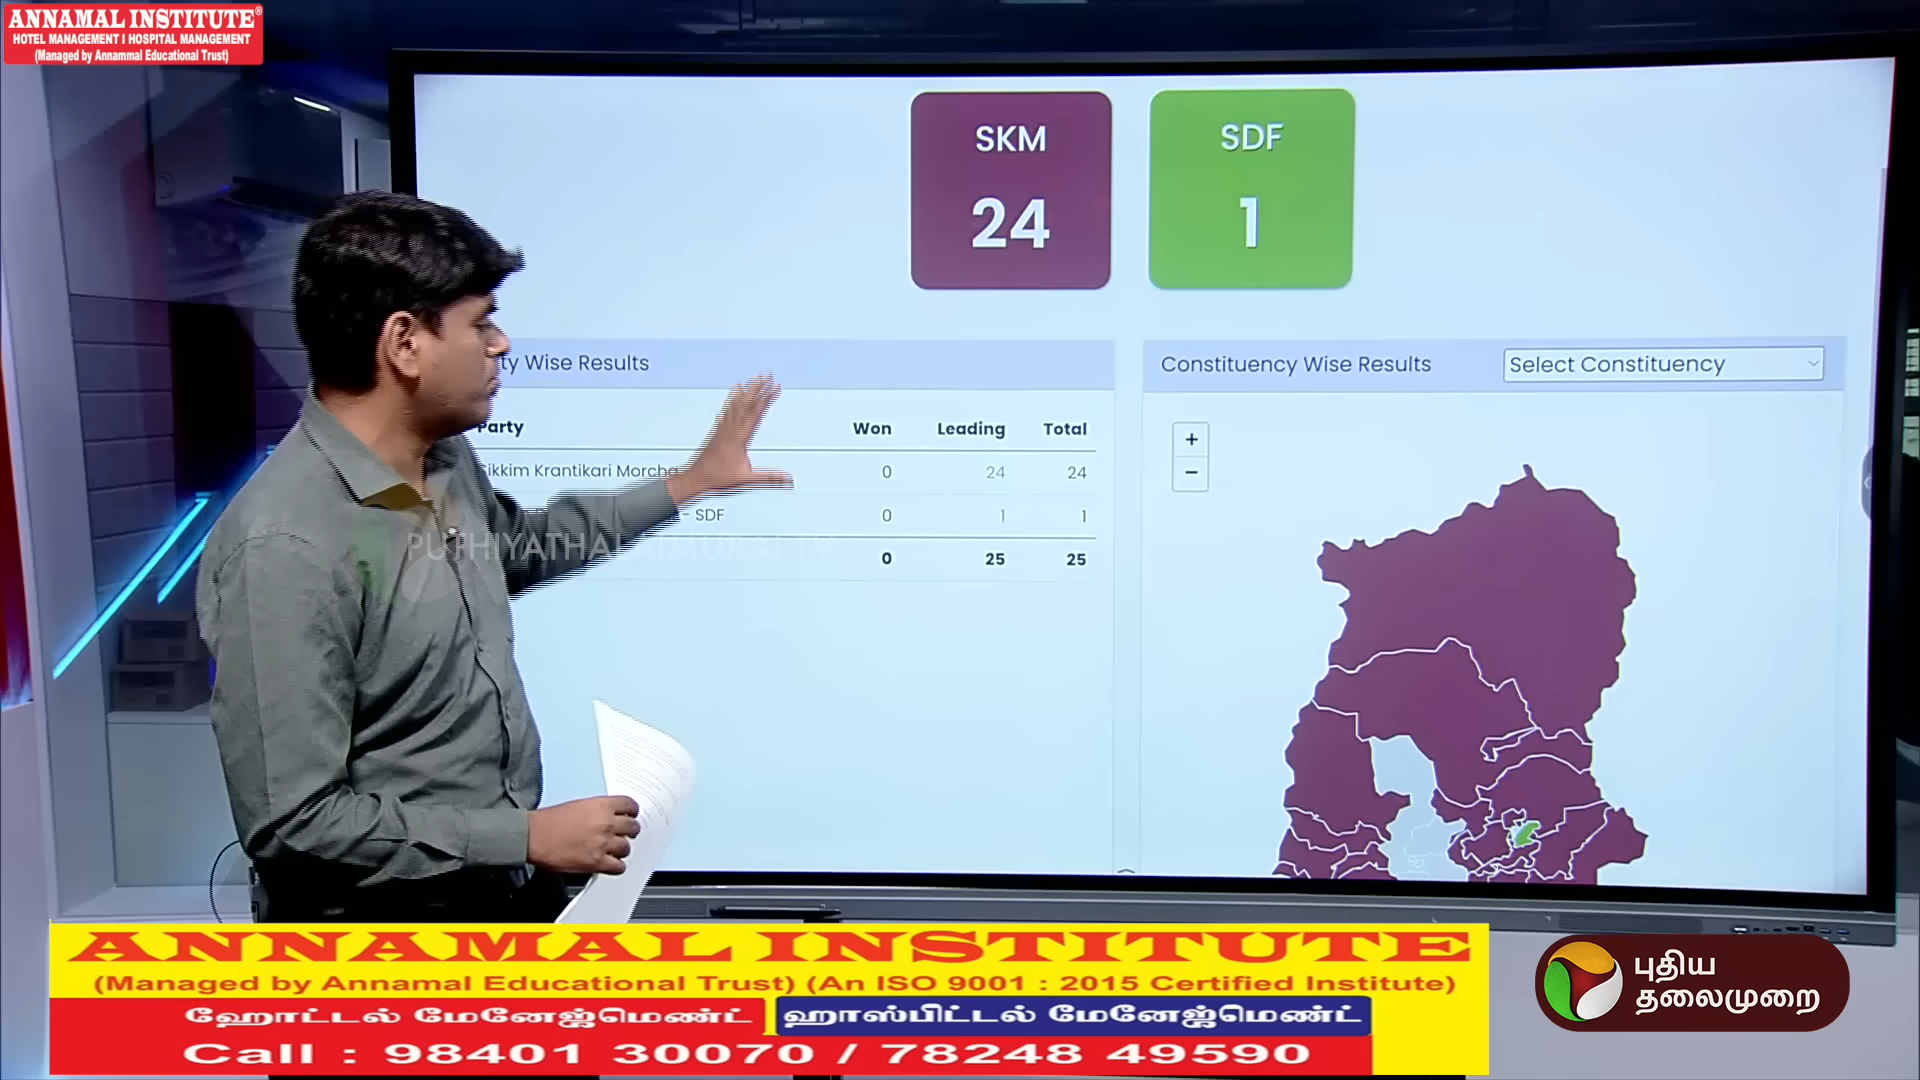 ANNAMAL INSTITUTE®
HOTEL MANAGEMENT I HOSPITAL MANAGEMENT
(Managed by Annammal Educational Trust)
SKM
24
SDF
1
ty Wise Results
Party Won Leading Total
Sikkim Krantikari Morcha 0 24 24
- SDF 0 1 1
0 25 25
PUTHIYATHALAIMURAI TV
Constituency Wise Results Select Constituency
+
−
ANNAMAL INSTITUTE
(Managed by Annamal Educational Trust) (An ISO 9001 : 2015 Certified Institute)
ஹோட்டல் மேனேஜ்மெண்ட் ஹாஸ்பிட்டல் மேனேஜ்மெண்ட்
Call : 98401 30070 / 78248 49590
புதிய
தலைமுறை